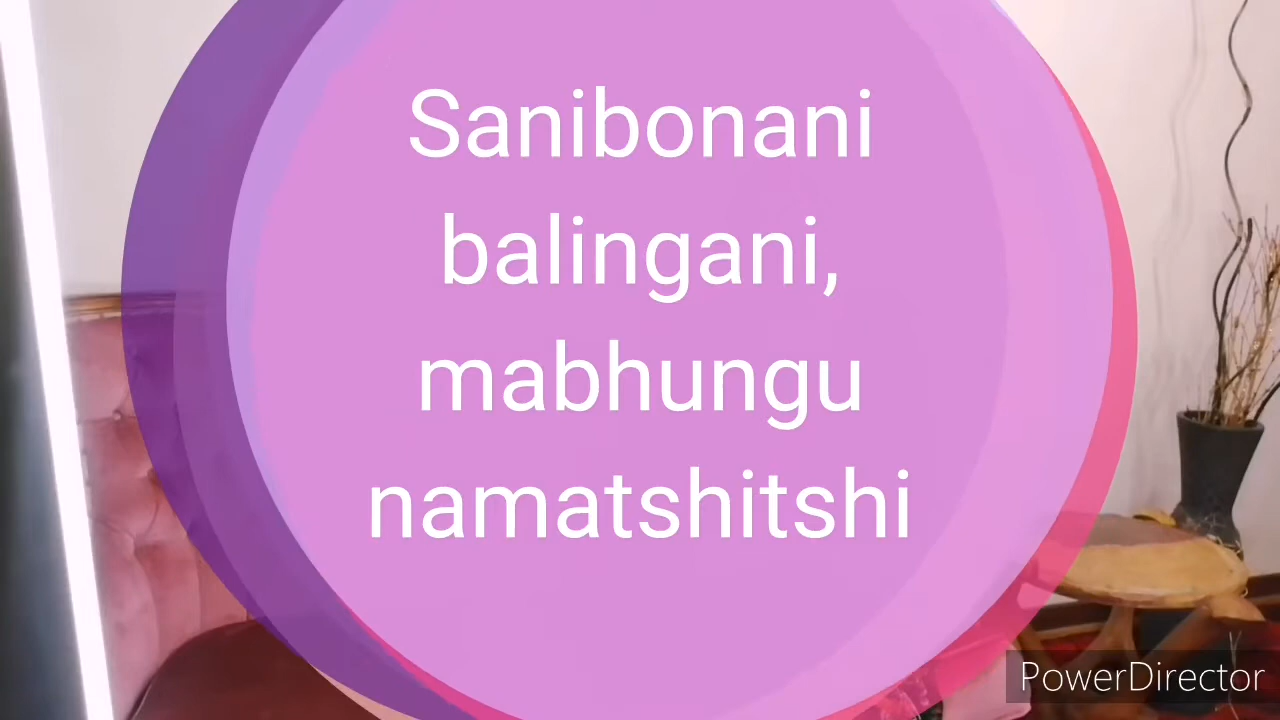 Sanibonani
balingani,
mabhungu
namatshitshi
PowerDirector